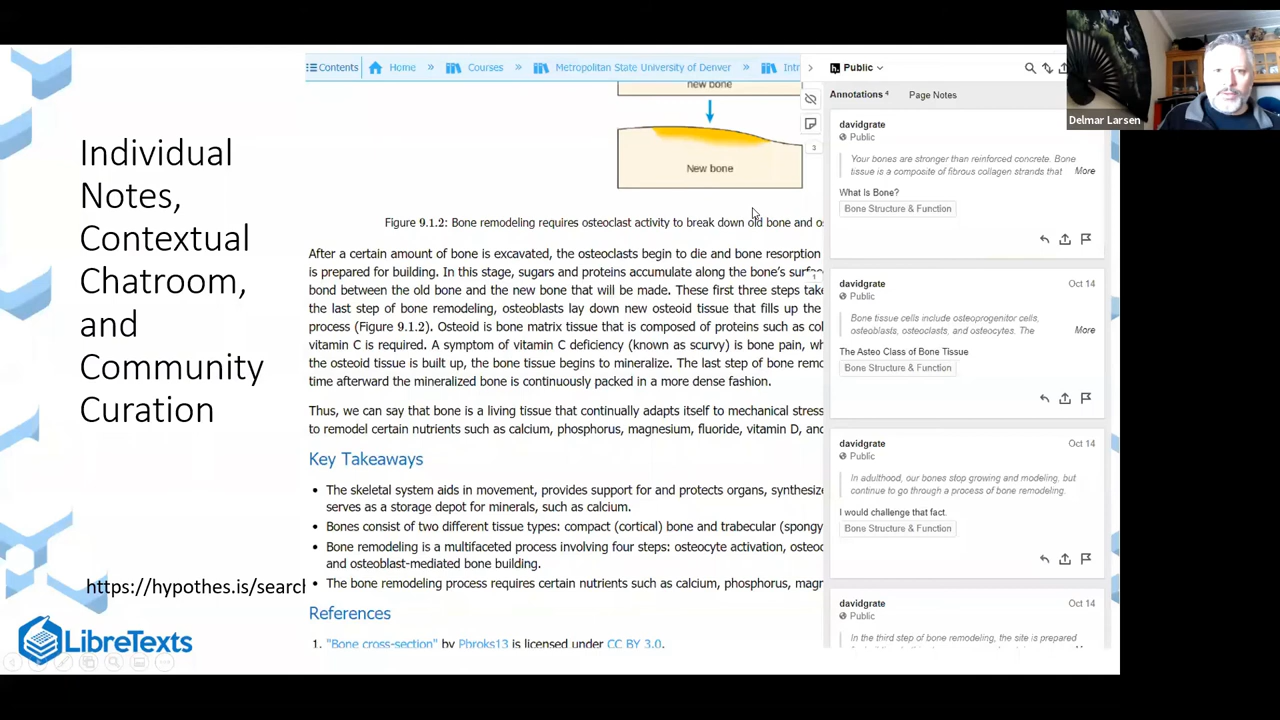 Individual
Notes,
Contextual
Chatroom,
and
Community
Curation
https://hypothes.is/search
LibreTexts
Contents
Home » Courses » Metropolitan State University of Denver » Intr
new bone
New bone
Figure 9.1.2: Bone remodeling requires osteoclast activity to break down old bone and os
After a certain amount of bone is excavated, the osteoclasts begin to die and bone resorption
is prepared for building. In this stage, sugars and proteins accumulate along the bone's surfa
bond between the old bone and the new bone that will be made. These first three steps take
the last step of bone remodeling, osteoblasts lay down new osteoid tissue that fills up the
process (Figure 9.1.2). Osteoid is bone matrix tissue that is composed of proteins such as col
vitamin C is required. A symptom of vitamin C deficiency (known as scurvy) is bone pain, wh
the osteoid tissue is built up, the bone tissue begins to mineralize. The last step of bone remo
time afterward the mineralized bone is continuously packed in a more dense fashion.
Thus, we can say that bone is a living tissue that continually adapts itself to mechanical stress
to remodel certain nutrients such as calcium, phosphorus, magnesium, fluoride, vitamin D, and
Key Takeaways
• The skeletal system aids in movement, provides support for and protects organs, synthesize
serves as a storage depot for minerals, such as calcium.
• Bones consist of two different tissue types: compact (cortical) bone and trabecular (spongy
• Bone remodeling is a multifaceted process involving four steps: osteocyte activation, osteoc
and osteoblast-mediated bone building.
• The bone remodeling process requires certain nutrients such as calcium, phosphorus, magn
References
1. "Bone cross-section" by Phroks13 is licensed under CC BY 3.0.
3
1
Public
Annotations 4 Page Notes
davidgrate
Public
Your bones are stronger than reinforced concrete. Bone
tissue is a composite of fibrous collagen strands that
More
What Is Bone?
Bone Structure & Function
davidgrate Oct 14
Public
Bone tissue cells include osteoprogenitor cells,
osteoblasts, osteoclasts, and osteocytes. The
More
The Asteo Class of Bone Tissue
Bone Structure & Function
davidgrate Oct 14
Public
In adulthood, our bones stop growing and modeling, but
continue to go through a process of bone remodeling.
I would challenge that fact.
Bone Structure & Function
davidgrate Oct 14
Public
In the third step of bone remodeling, the site is prepared
Delmar Larsen